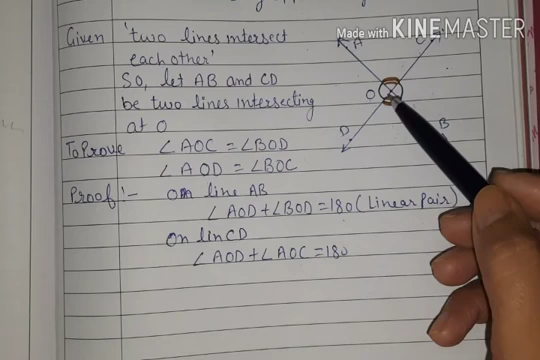 Made with KINEMASTER
Given 'two lines intersect
each other'
So, let AB and CD
be two lines intersecting
at O
A
C
O
D
B
To Prove ∠AOC = ∠BOD
∠AOD = ∠BOC
Proof:- On line AB
∠AOD + ∠BOD = 180 (Linear Pair)
On lin CD
∠AOD + ∠AOC = 180